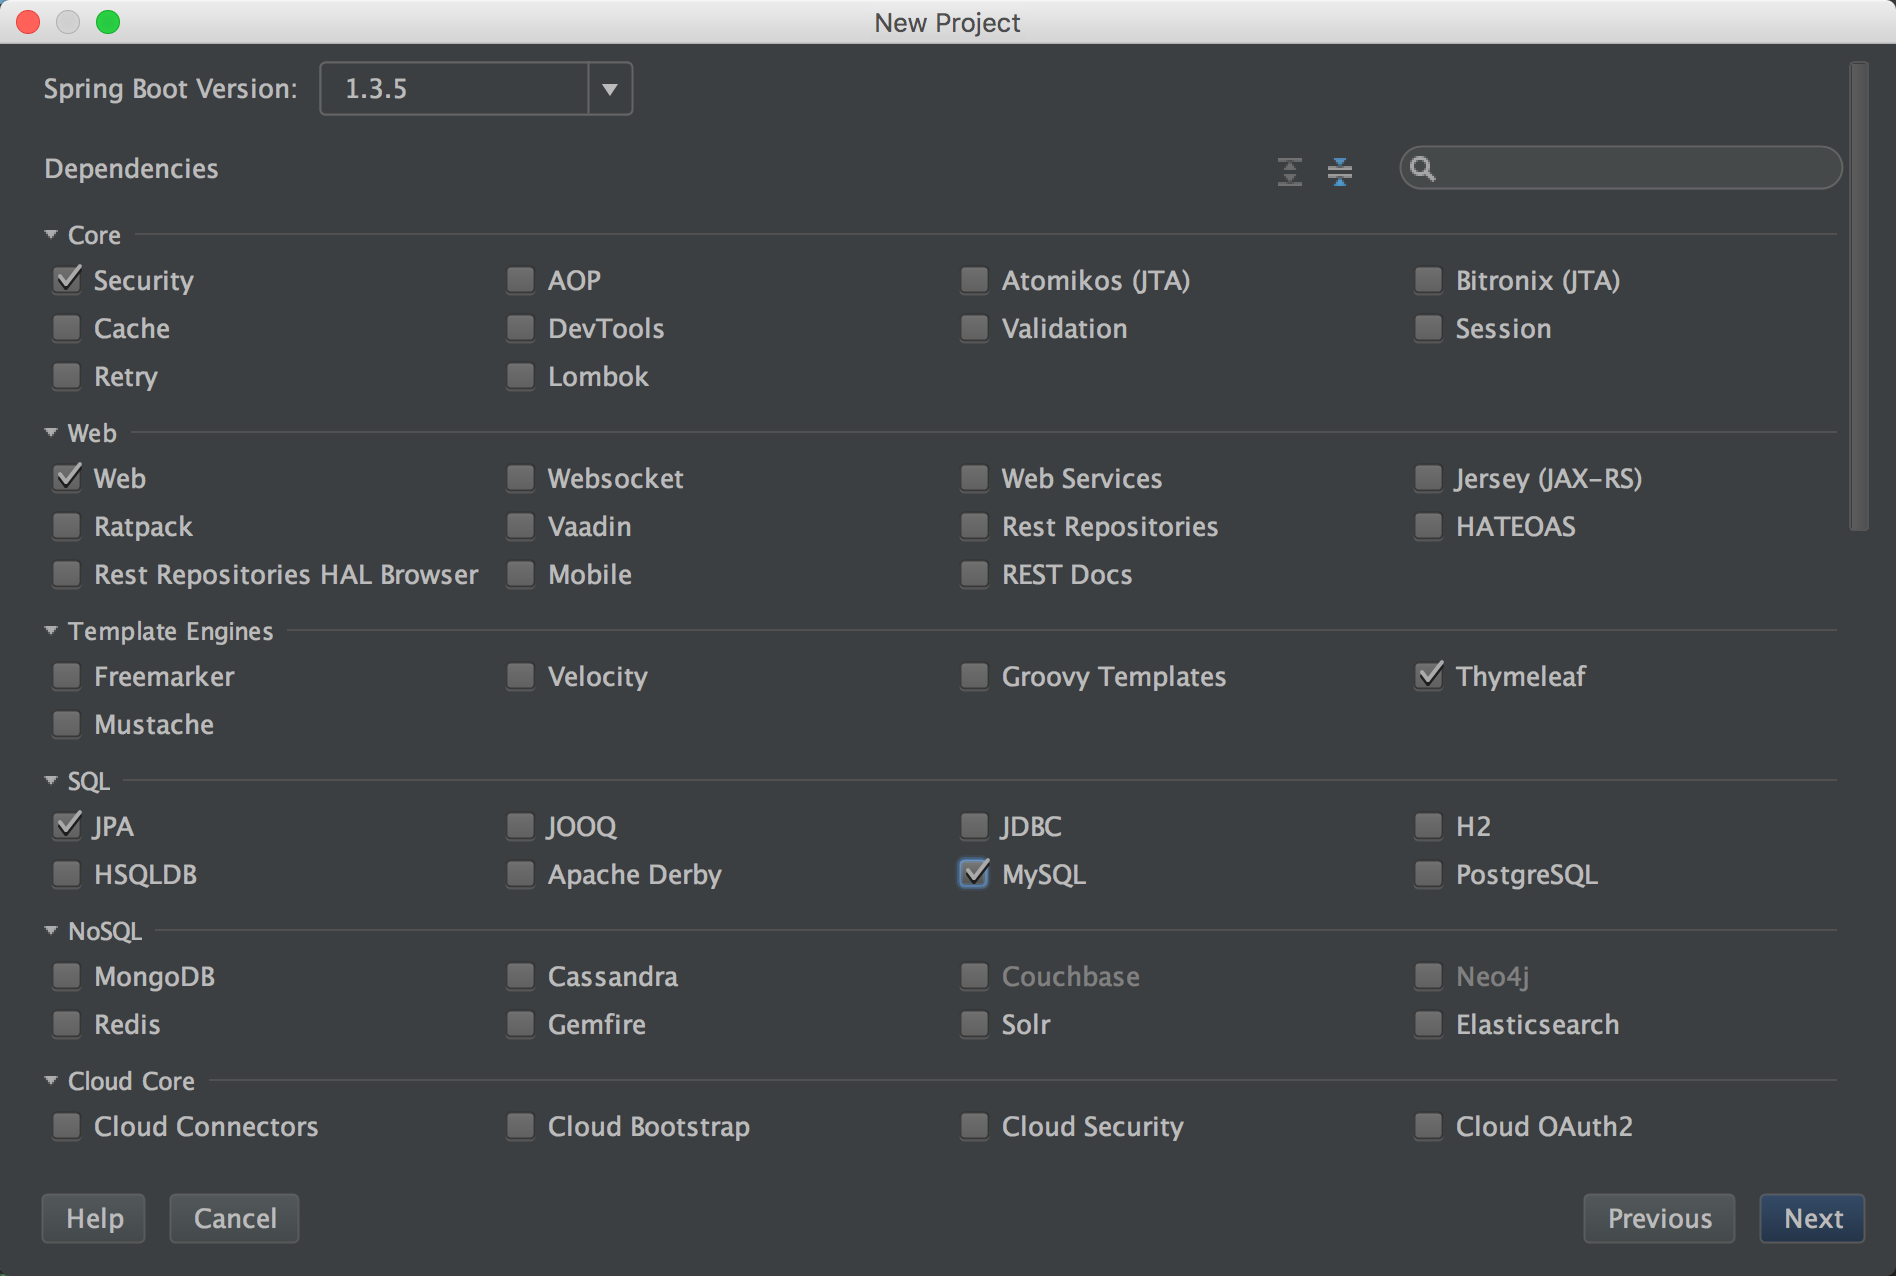 New Project
Spring Boot Version: 1.3.5
Dependencies
Core
Security AOP Atomikos (JTA) Bitronix (JTA)
Cache DevTools Validation Session
Retry Lombok
Web
Web Websocket Web Services Jersey (JAX-RS)
Ratpack Vaadin Rest Repositories HATEOAS
Rest Repositories HAL Browser Mobile REST Docs
Template Engines
Freemarker Velocity Groovy Templates Thymeleaf
Mustache
SQL
JPA JOOQ JDBC H2
HSQLDB Apache Derby MySQL PostgreSQL
NoSQL
MongoDB Cassandra Couchbase Neo4j
Redis Gemfire Solr Elasticsearch
Cloud Core
Cloud Connectors Cloud Bootstrap Cloud Security Cloud OAuth2
Help Cancel Previous Next